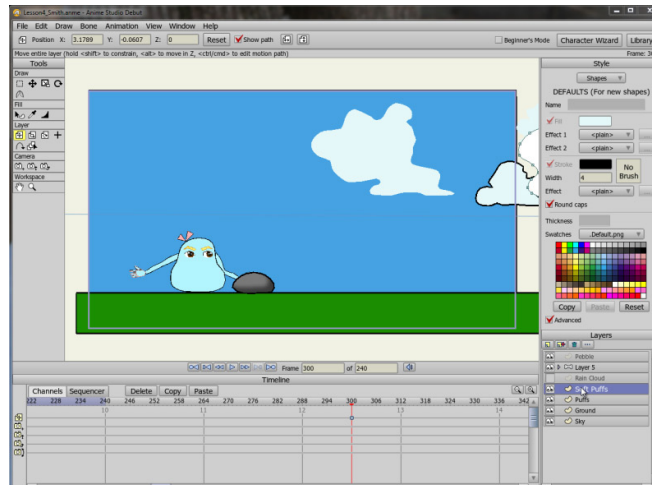 Lesson4_Smithanme - Anime Studio Debut
File Edit Draw Bone Animation View Window Help
Position X: 3.1789 Y: -0.0607 Z: 0 Reset Show path Beginner's Mode Character Wizard Library
Move entire layer (hold <shift> to constrain, <alt> to move in Z, <ctrl/cmd> to edit motion path)
Tools
Draw
Fill
Layer
Camera
Workspace
Style
Shapes
DEFAULTS (For new shapes)
Name
Fill
Effect 1 <plain>
Effect 2 <plain>
Stroke
No Brush
Width 4
Effect <plain>
Round caps
Thickness
Swatches .Default.png
Copy Paste Reset
Advanced
Layers
Pebble
Layer 5
Rain Cloud
Soft Puffs
Puffs
Ground
Sky
Frame 300 of 240
Timeline
Channels Sequencer Delete Copy Paste
222 228 234 240 246 252 258 264 270 276 282 288 294 300 306 312 318 324 330 336 342
10 11 12 13 14